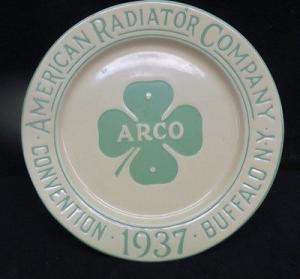 · AMERICAN RADIATOR COMPANY ·
ARCO
CONVENTION · 1937 · BUFFALO N·Y·